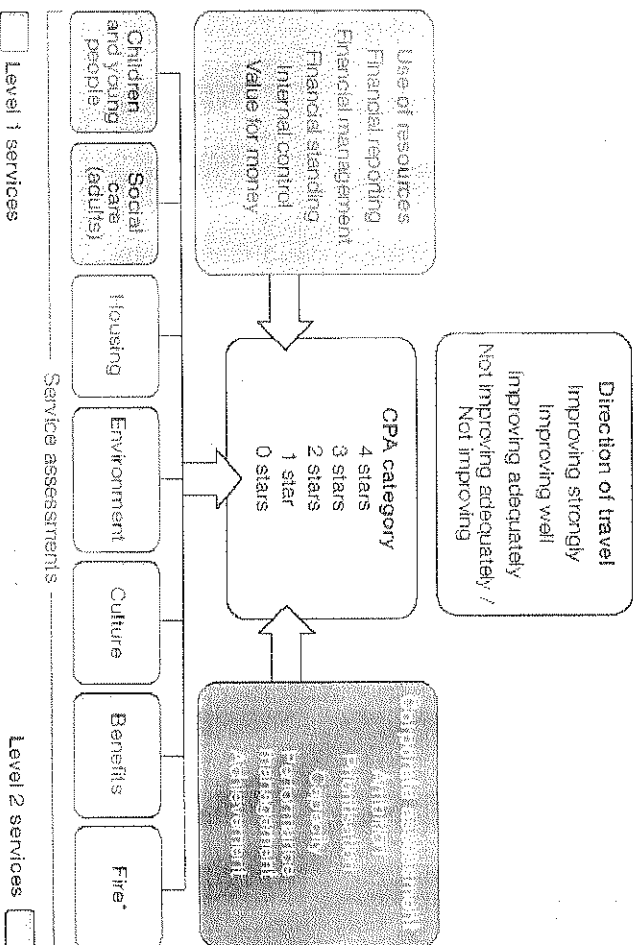 Direction of travel
Improving strongly
Improving well
Improving adequately
Not improving adequately /
Not improving
Use of resources
Financial reporting
Financial management
Financial standing
Internal control
Value for money
CPA category
4 stars
3 stars
2 stars
1 star
0 stars
Corporate assessment
Ambition
Prioritisation
Capacity
Performance
management
Achievement
Children
and young
people
Social
care
(adults)
Housing
Environment
Culture
Benefits
Fire*
Service assessments
Level 1 services
Level 2 services